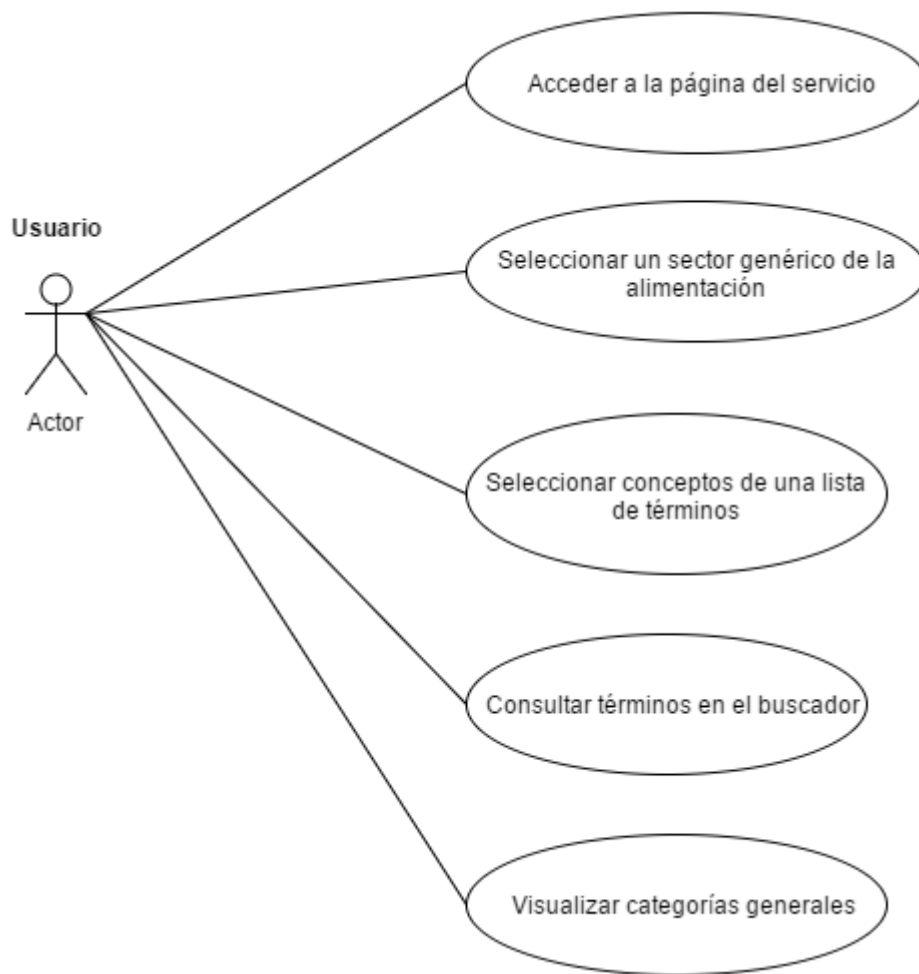 Acceder a la página del servicio
Usuario
Seleccionar un sector genérico de la
alimentación
Actor
Seleccionar conceptos de una lista
de términos
Consultar términos en el buscador
Visualizar categorías generales